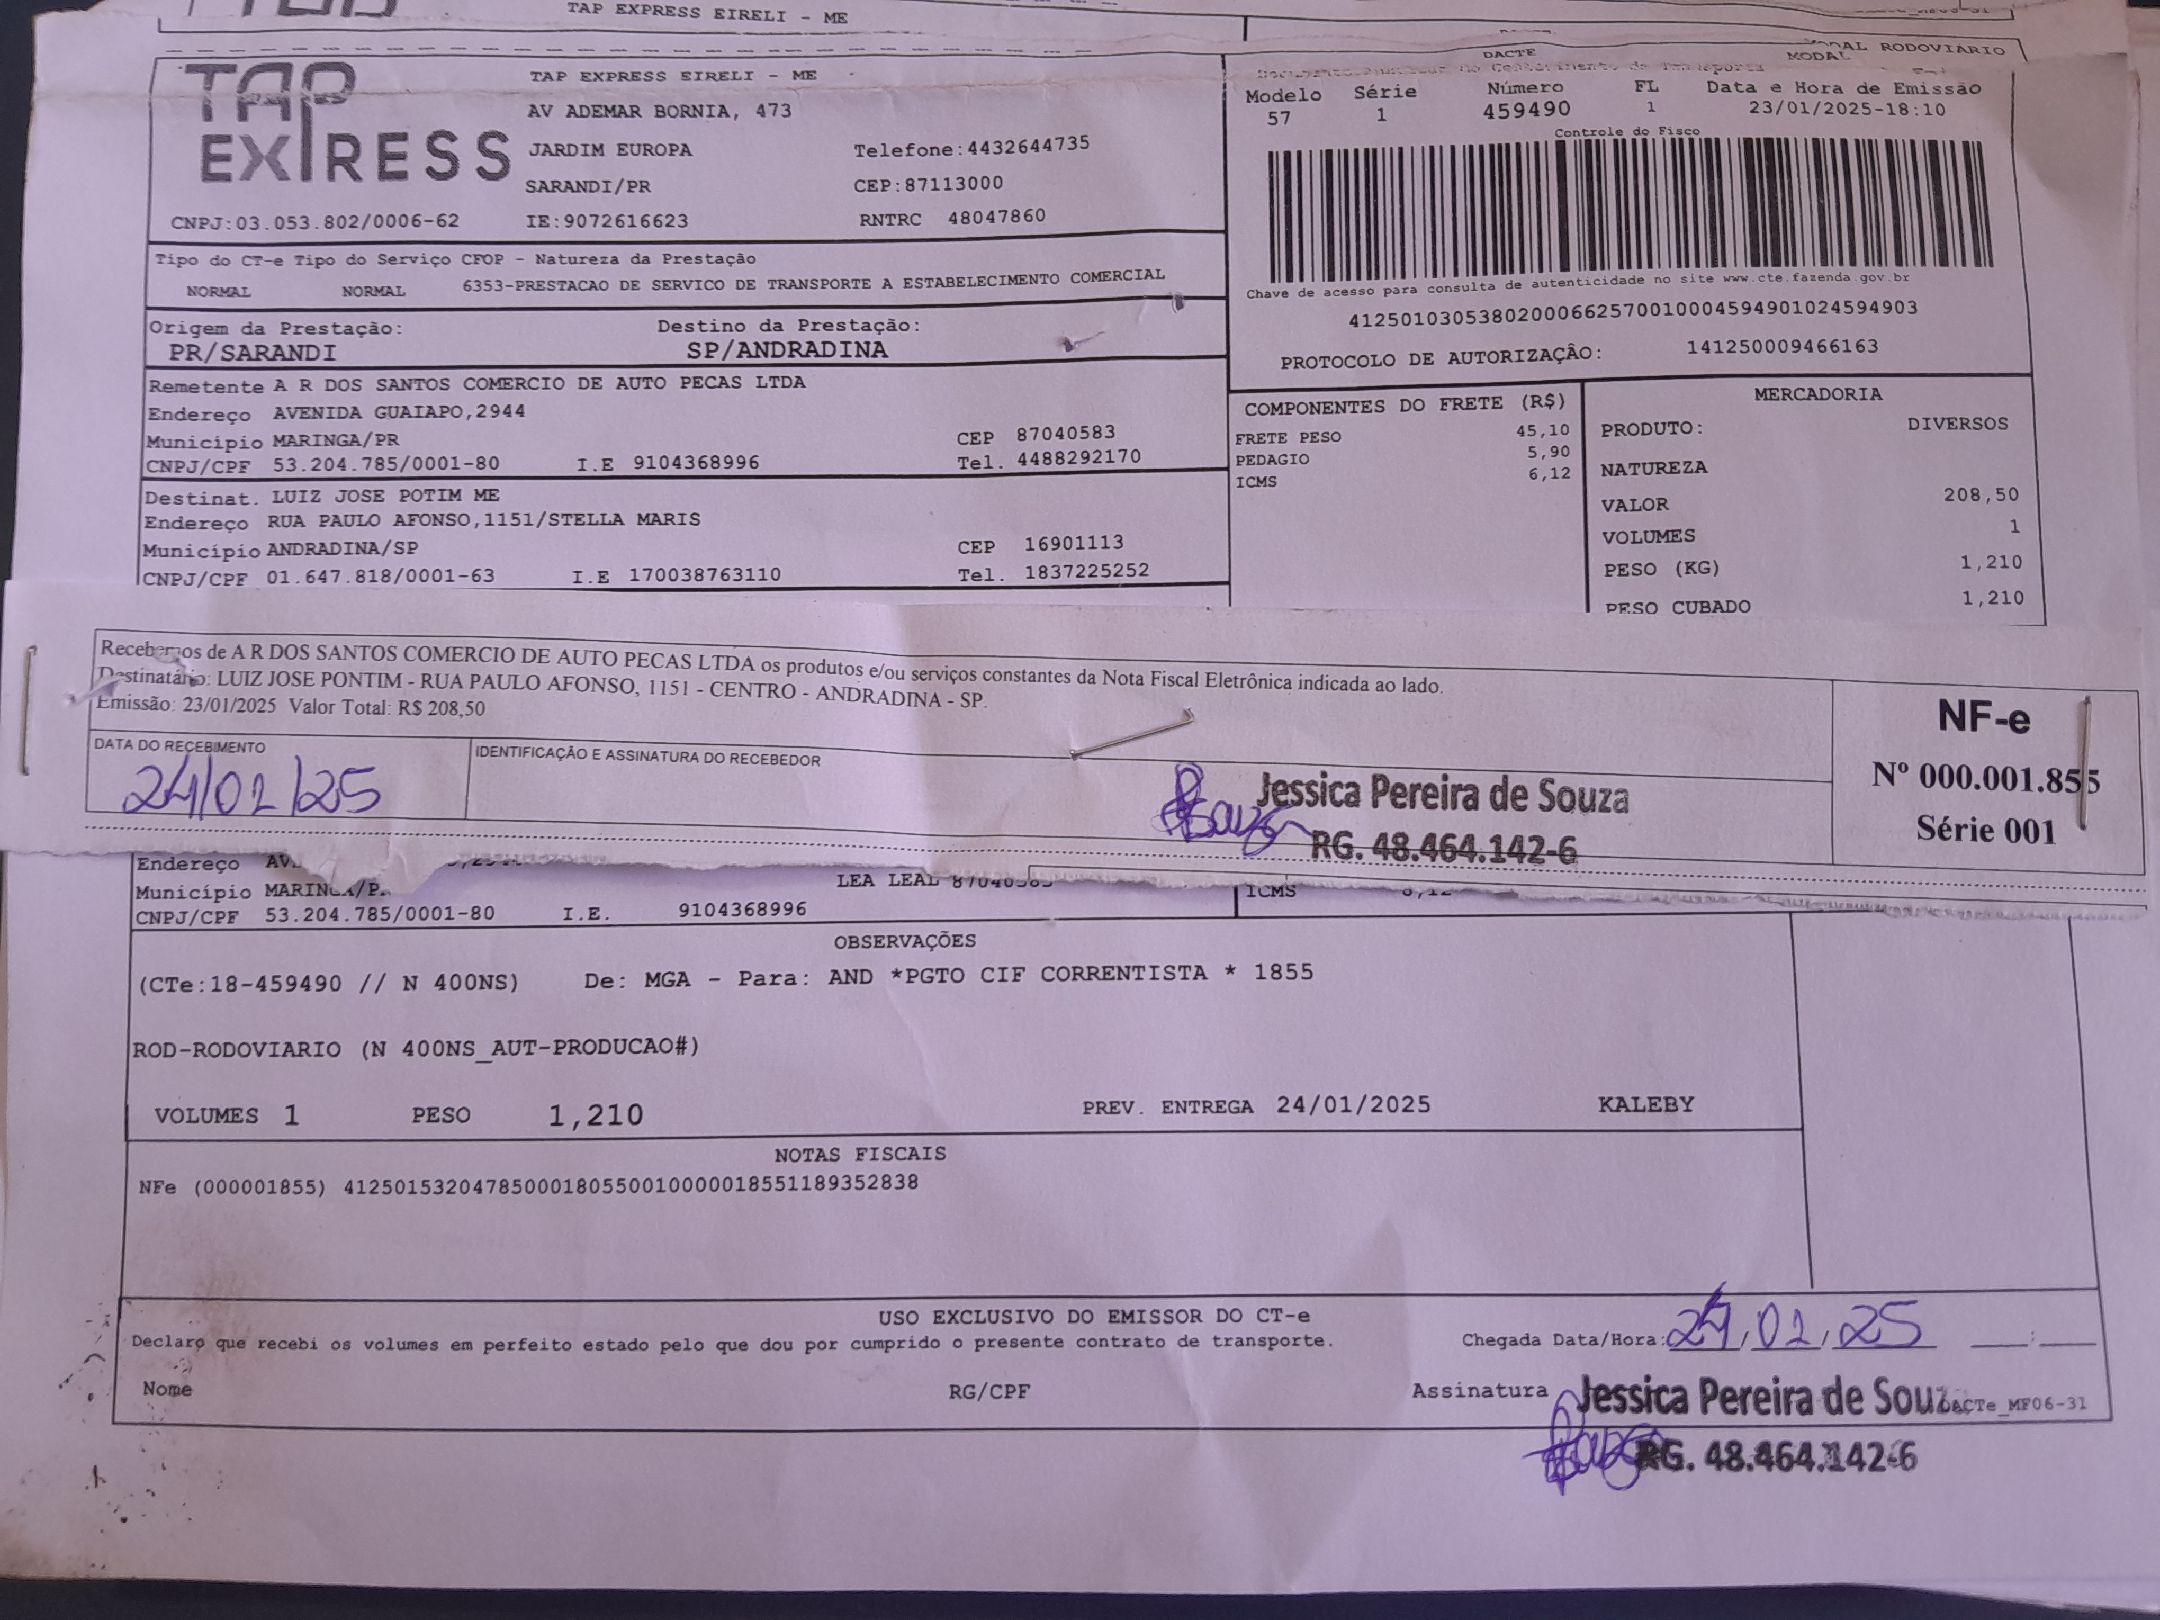 TAP EXPRESS EIRELI - ME
DACTE
MODAL
MODAL RODOVIÁRIO
TAP EXPRESS
TAP EXPRESS EIRELI - ME
AV ADEMAR BORNIA, 473
JARDIM EUROPA Telefone:4432644735
SARANDI/PR CEP:87113000
CNPJ:03.053.802/0006-62 IE:9072616623 RNTRC 48047860
Modelo Série Número FL Data e Hora de Emissão
57 1 459490 1 23/01/2025-18:10
Controle do Fisco
Chave de acesso para consulta de autenticidade no site www.cte.fazenda.gov.br
41250103053802000662570010004594901024594903
PROTOCOLO DE AUTORIZAÇÃO: 141250009466163
Tipo do CT-e Tipo do Serviço CFOP - Natureza da Prestação
NORMAL NORMAL 6353-PRESTACAO DE SERVICO DE TRANSPORTE A ESTABELECIMENTO COMERCIAL
Origem da Prestação: Destino da Prestação:
PR/SARANDI SP/ANDRADINA
Remetente A R DOS SANTOS COMERCIO DE AUTO PECAS LTDA
Endereço AVENIDA GUAIAPO,2944
Município MARINGA/PR CEP 87040583
CNPJ/CPF 53.204.785/0001-80 I.E 9104368996 Tel. 4488292170
Destinat. LUIZ JOSE POTIM ME
Endereço RUA PAULO AFONSO,1151/STELLA MARIS
Município ANDRADINA/SP CEP 16901113
CNPJ/CPF 01.647.818/0001-63 I.E 170038763110 Tel. 1837225252
COMPONENTES DO FRETE (R$)
FRETE PESO 45,10
PEDAGIO 5,90
ICMS 6,12
MERCADORIA
PRODUTO: DIVERSOS
NATUREZA
VALOR 208,50
VOLUMES 1
PESO (KG) 1,210
PESO CUBADO 1,210
Recebemos de A R DOS SANTOS COMERCIO DE AUTO PECAS LTDA os produtos e/ou serviços constantes da Nota Fiscal Eletrônica indicada ao lado.
Destinatário: LUIZ JOSE PONTIM - RUA PAULO AFONSO, 1151 - CENTRO - ANDRADINA - SP.
Emissão: 23/01/2025 Valor Total: R$ 208,50
DATA DO RECEBIMENTO IDENTIFICAÇÃO E ASSINATURA DO RECEBEDOR
24/01/25
Souza
Jessica Pereira de Souza
RG. 48.464.142-6
NF-e
Nº 000.001.855
Série 001
Endereço
Município MARINGA/P LEA LEAL 87040583
CNPJ/CPF 53.204.785/0001-80 I.E. 9104368996
ICMS 6,12
OBSERVAÇÕES
(CTe:18-459490 // N 400NS) De: MGA - Para: AND *PGTO CIF CORRENTISTA * 1855
ROD-RODOVIARIO (N 400NS_AUT-PRODUCAO#)
VOLUMES 1 PESO 1,210 PREV. ENTREGA 24/01/2025 KALEBY
NOTAS FISCAIS
NFe (000001855) 41250153204785000180550010000018551189352838
USO EXCLUSIVO DO EMISSOR DO CT-e
Declaro que recebi os volumes em perfeito estado pelo que dou por cumprido o presente contrato de transporte. Chegada Data/Hora: 24/01/25 __:__
Nome RG/CPF Assinatura Jessica Pereira de Souz DACTe_MF06-31
Souza RG. 48.464.142-6